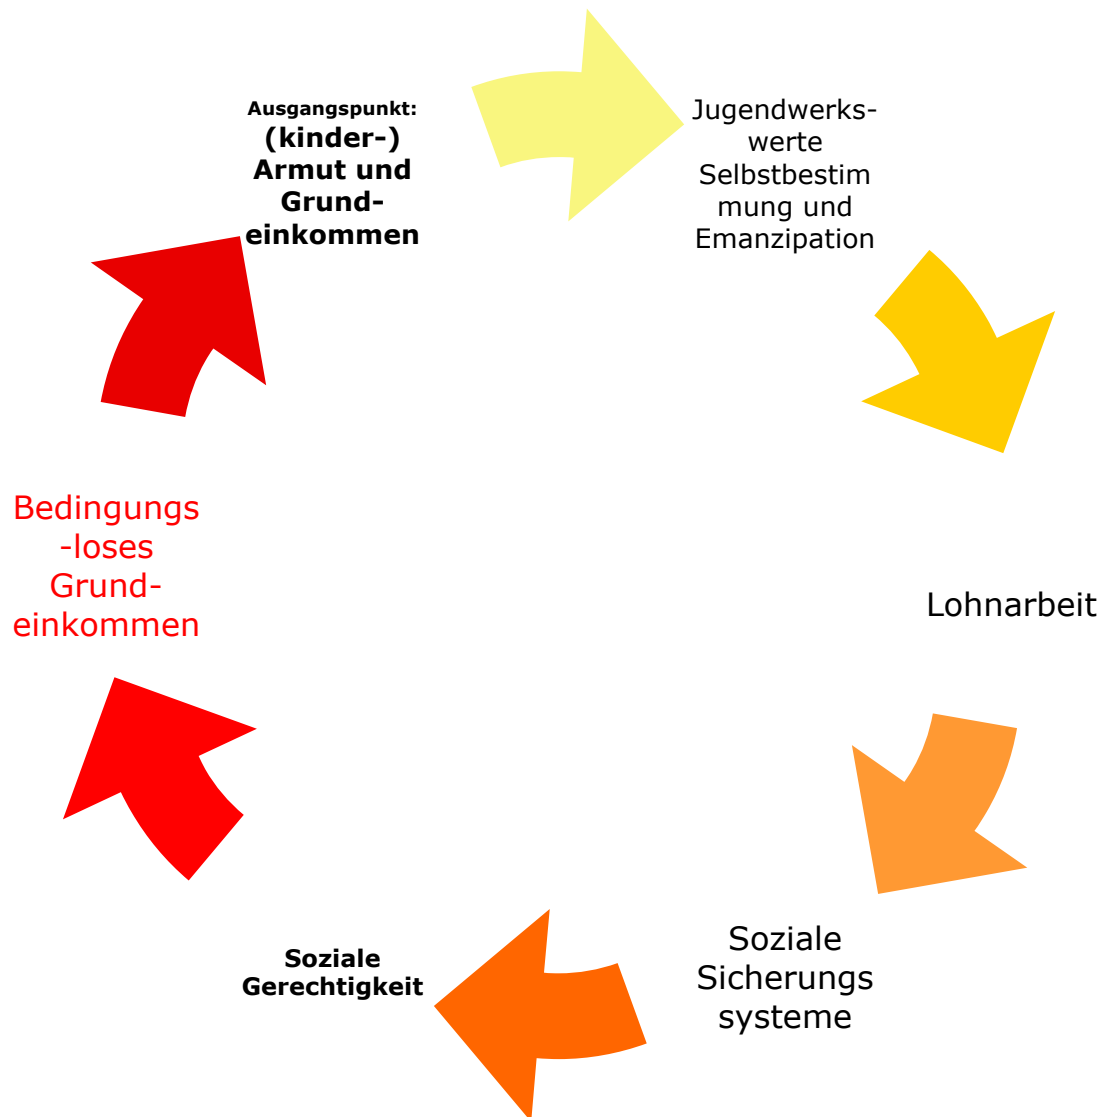 Ausgangspunkt:
(kinder-)
Armut und
Grund-
einkommen
Jugendwerks-
werte
Selbstbestim
mung und
Emanzipation
Lohnarbeit
Soziale
Sicherungs
systeme
Soziale
Gerechtigkeit
Bedingungs
-loses
Grund-
einkommen